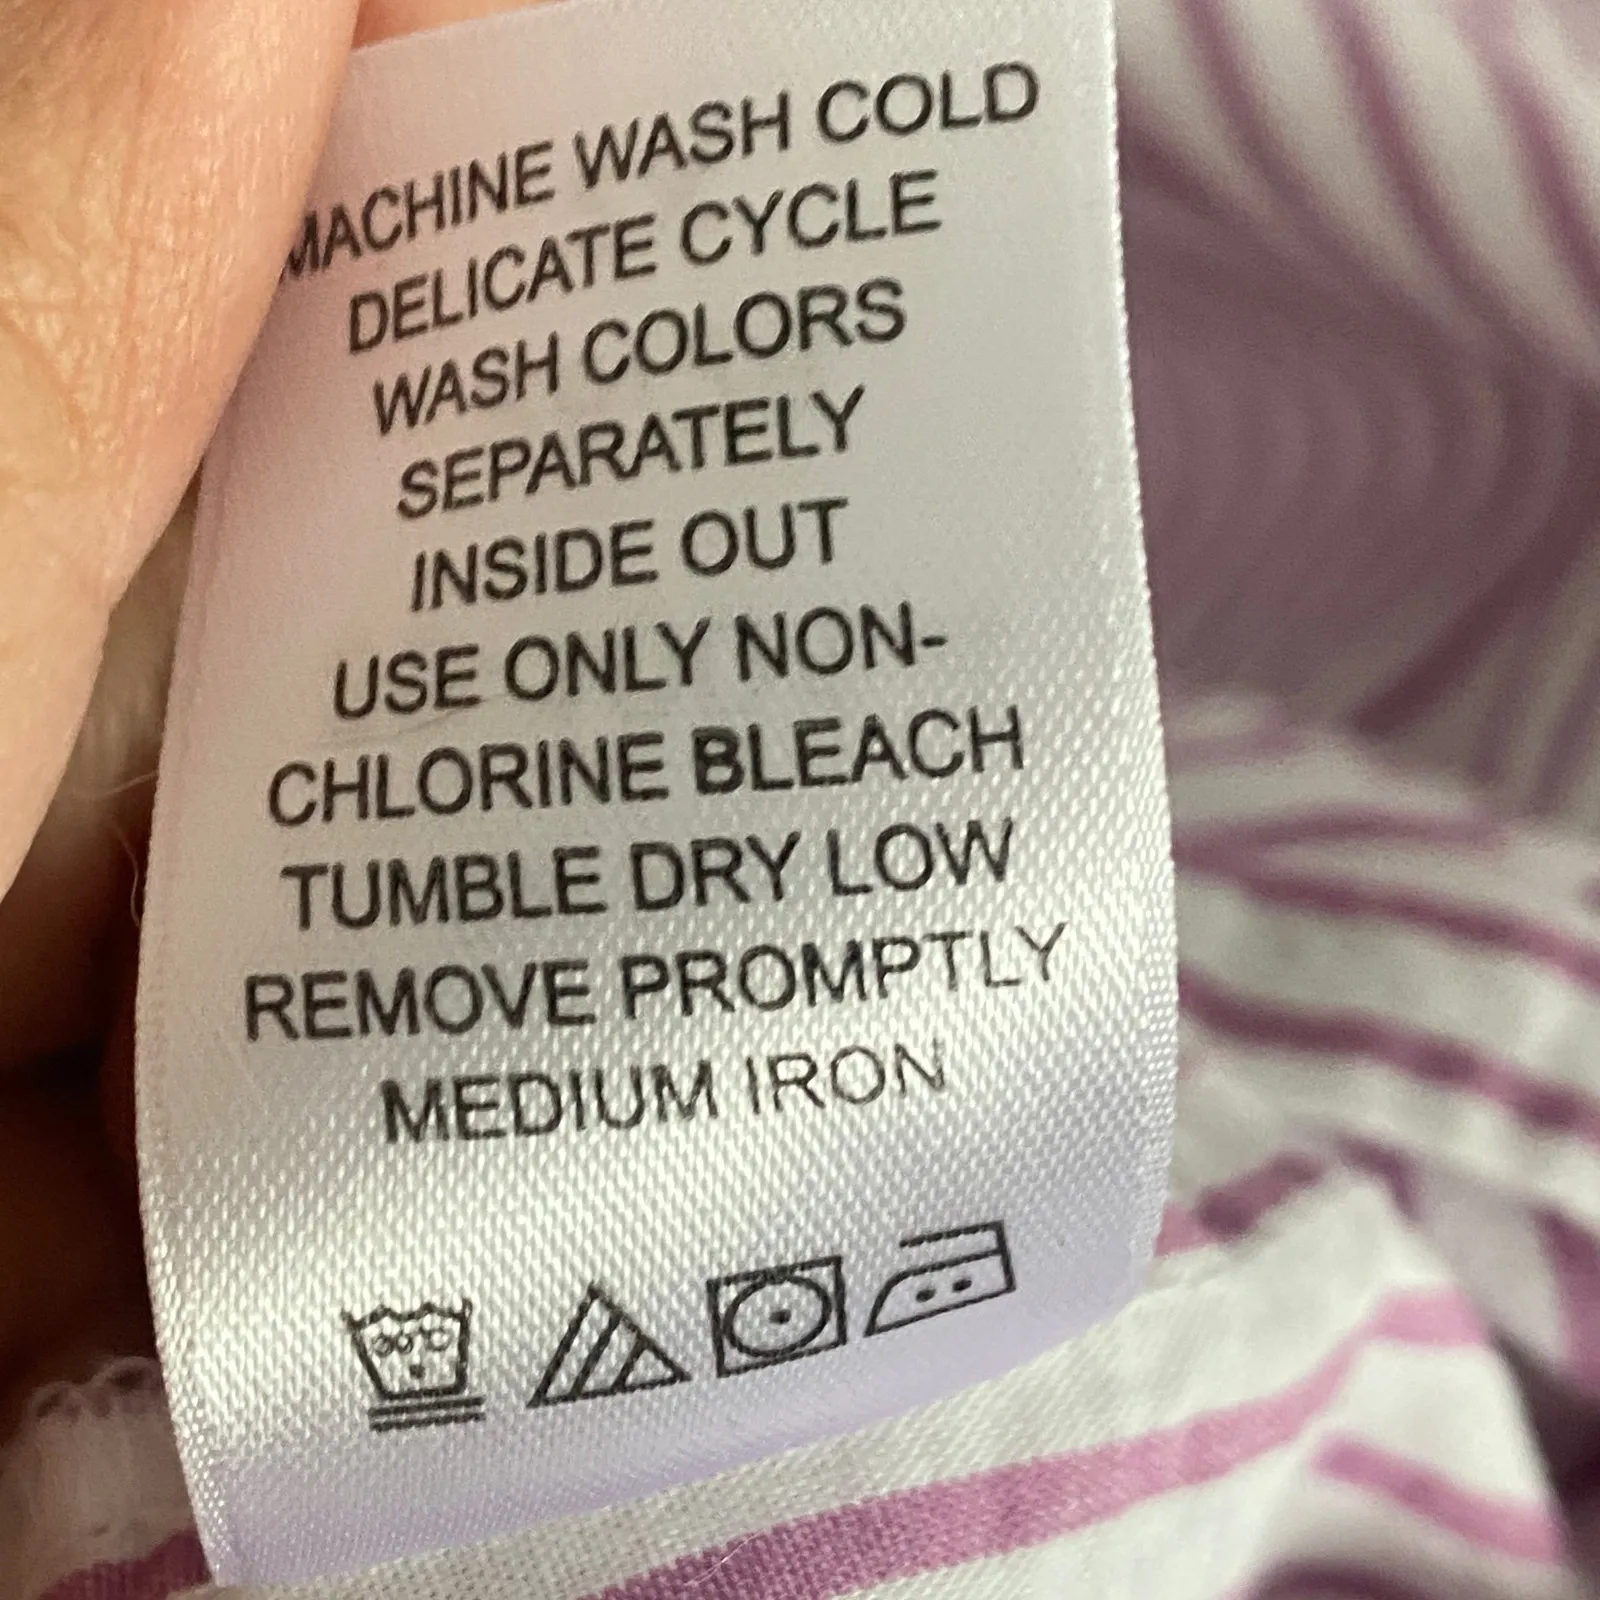 MACHINE WASH COLD
DELICATE CYCLE
WASH COLORS
SEPARATELY
INSIDE OUT
USE ONLY NON-
CHLORINE BLEACH
TUMBLE DRY LOW
REMOVE PROMPTLY
MEDIUM IRON
30°C